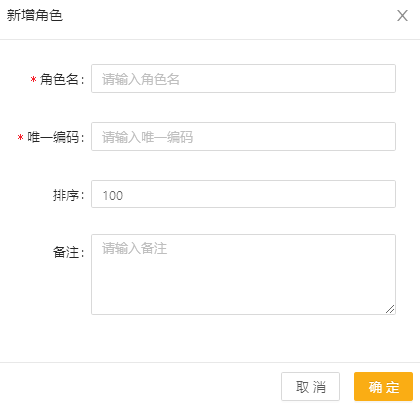 新增角色
* 角色名： 请输入角色名
* 唯一编码： 请输入唯一编码
排序： 100
备注： 请输入备注
取 消 确 定